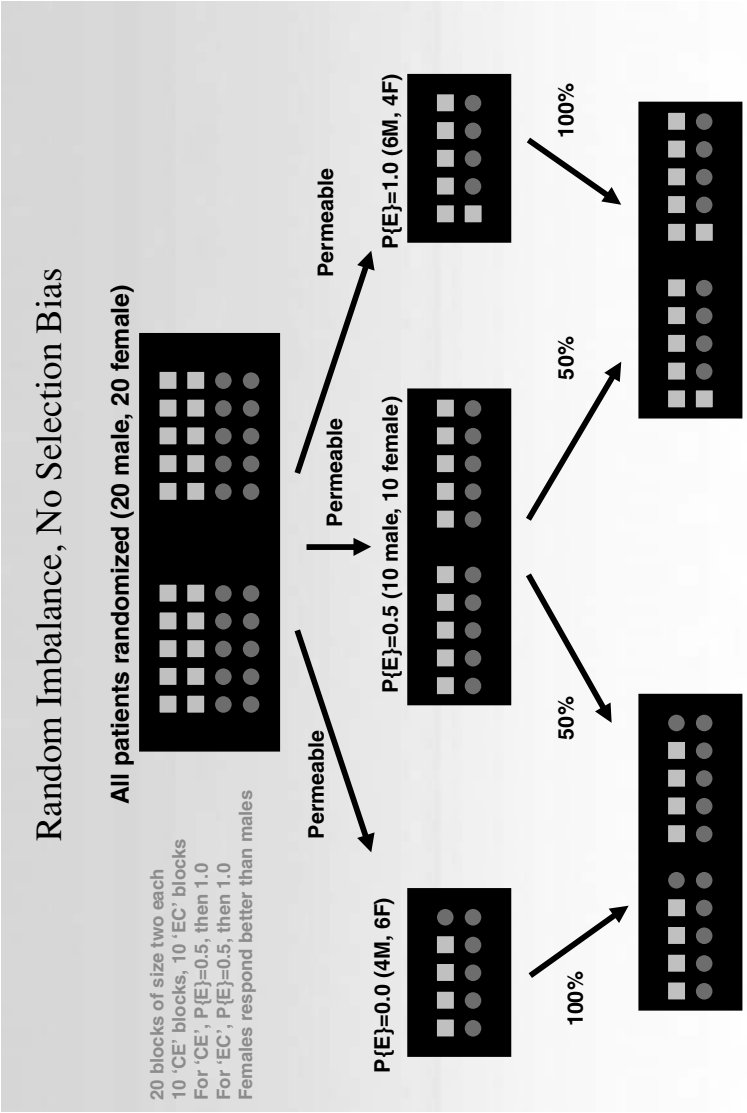 Random Imbalance, No Selection Bias
20 blocks of size two each
10 ‘CE’ blocks, 10 ‘EC’ blocks
For ‘CE’, P{E}=0.5, then 1.0
For ‘EC’, P{E}=0.5, then 1.0
Females respond better than males
All patients randomized (20 male, 20 female)
Permeable
Permeable
Permeable
P{E}=0.0 (4M, 6F)
P{E}=0.5 (10 male, 10 female)
P{E}=1.0 (6M, 4F)
100%
50%
50%
100%